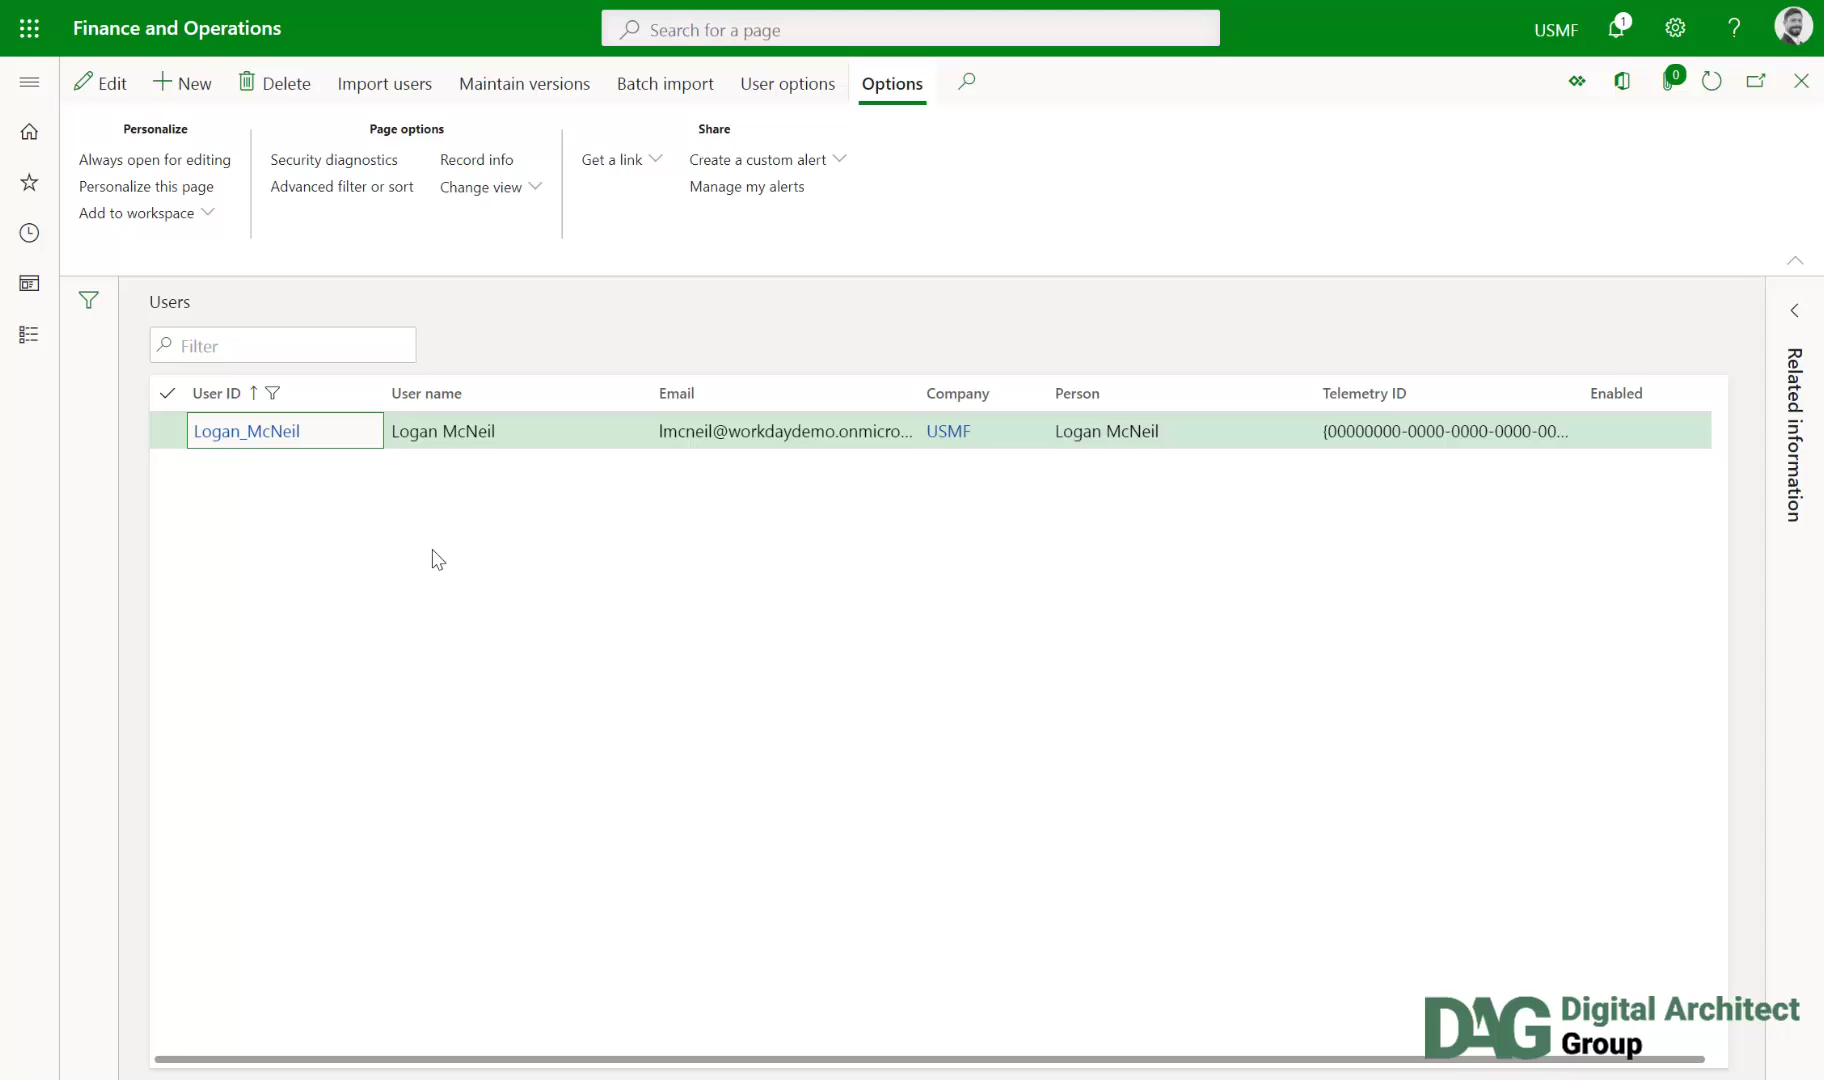 Finance and Operations
Search for a page
USMF
1
?
Edit
New
Delete
Import users
Maintain versions
Batch import
User options
Options
0
Personalize
Always open for editing
Personalize this page
Add to workspace
Page options
Security diagnostics
Advanced filter or sort
Record info
Change view
Share
Get a link
Create a custom alert
Manage my alerts
Users
Filter
User ID User name Email Company Person Telemetry ID Enabled
Logan_McNeil Logan McNeil lmcneil@workdaydemo.onmicro... USMF Logan McNeil {00000000-0000-0000-0000-00...
Related information
DAG Digital Architect
Group